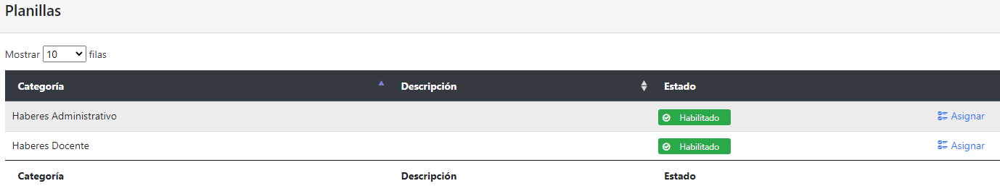 Planillas
Mostrar 10 filas
Categoría Descripción Estado
Haberes Administrativo Habilitado Asignar
Haberes Docente Habilitado Asignar
Categoría Descripción Estado